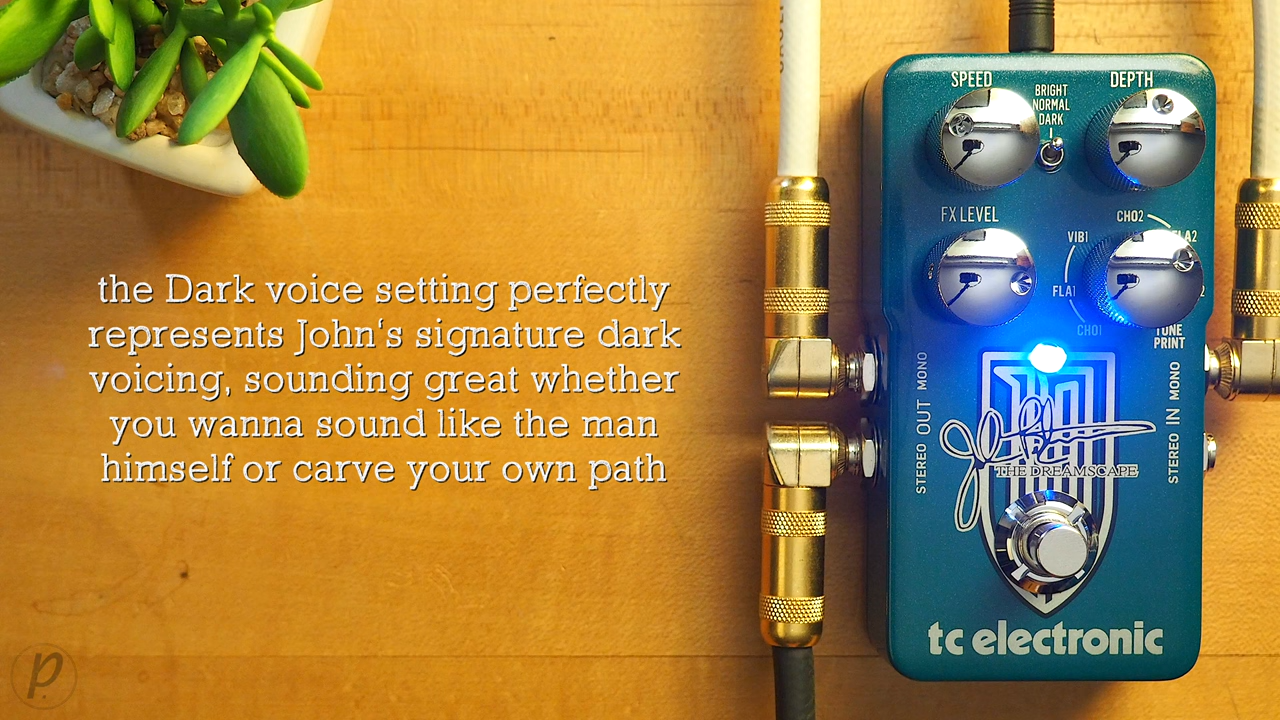 the Dark voice setting perfectly
represents John's signature dark
voicing, sounding great whether
you wanna sound like the man
himself or carve your own path
SPEED
DEPTH
BRIGHT
NORMAL
DARK
FX LEVEL
CHO2
VIB1
CHO1
TONE
PRINT
STEREO OUT MONO
STEREO IN MONO
THE DREAMSCAPE
tc electronic
p.